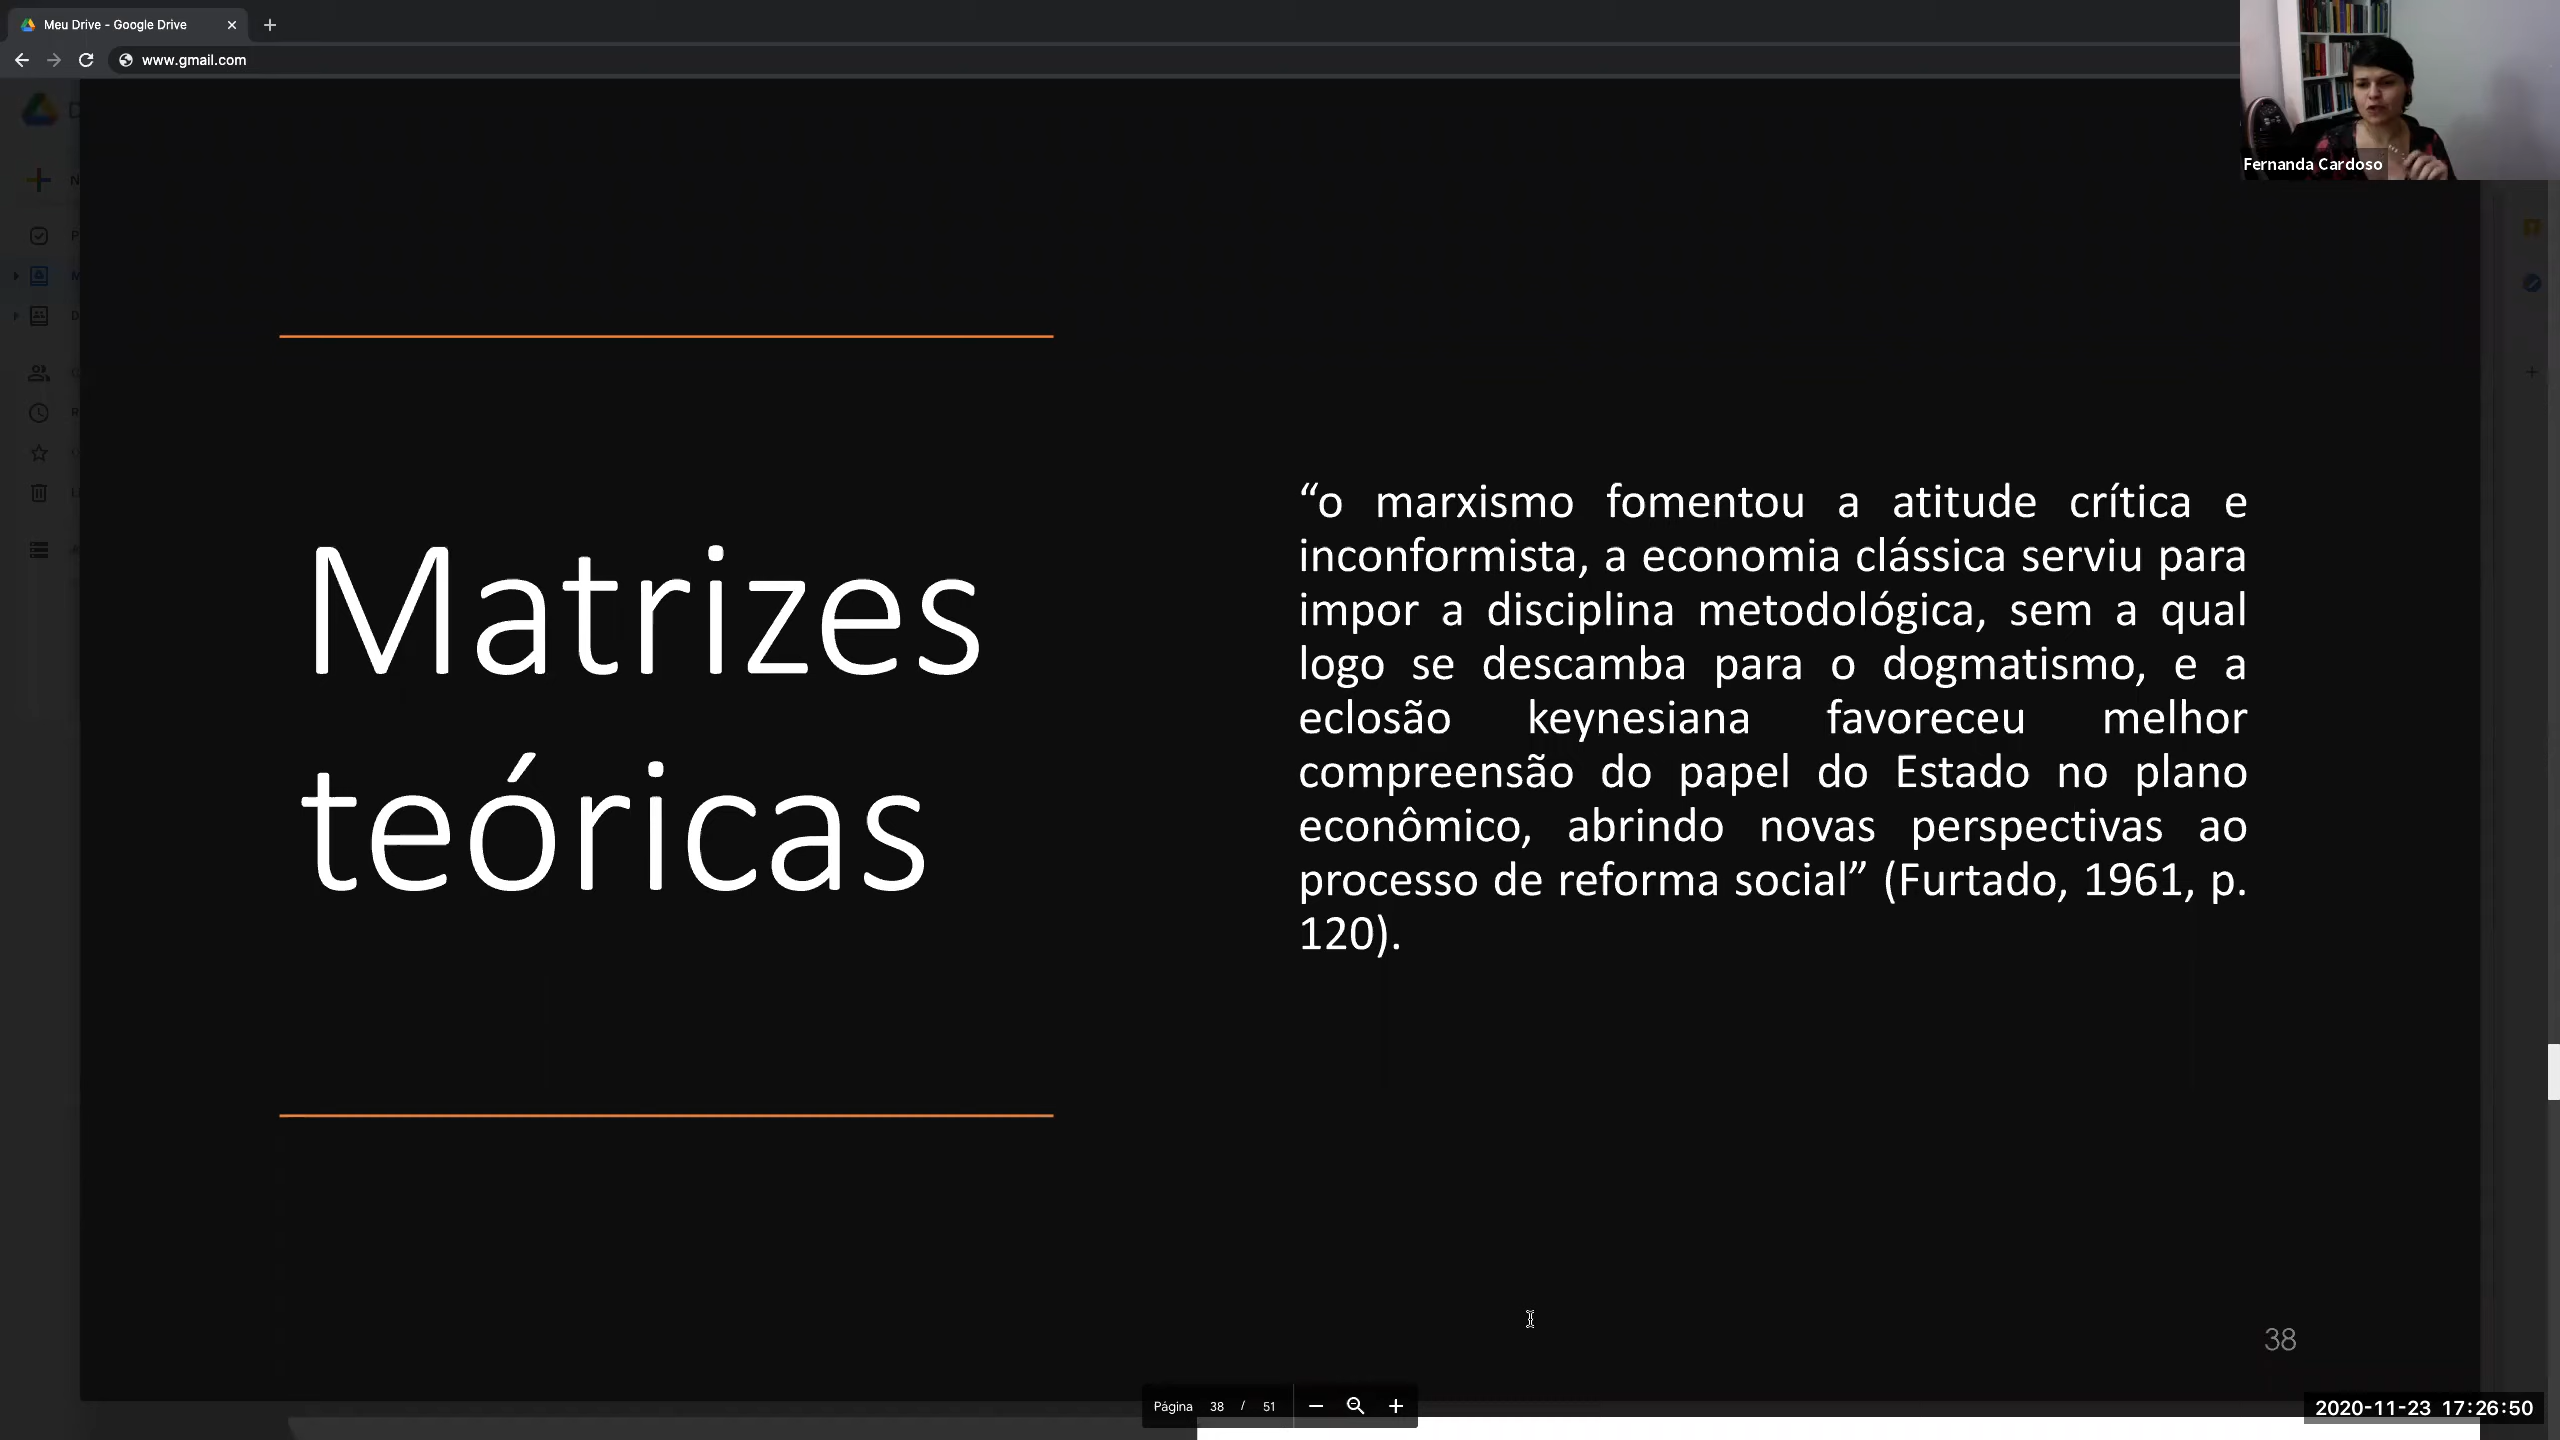 Meu Drive - Google Drive
www.gmail.com
Fernanda Cardoso
Matrizes
teóricas
“o marxismo fomentou a atitude crítica e
inconformista, a economia clássica serviu para
impor a disciplina metodológica, sem a qual
logo se descamba para o dogmatismo, e a
eclosão keynesiana favoreceu melhor
compreensão do papel do Estado no plano
econômico, abrindo novas perspectivas ao
processo de reforma social” (Furtado, 1961, p.
120).
38
Página 38 / 51
2020-11-23 17:26:50